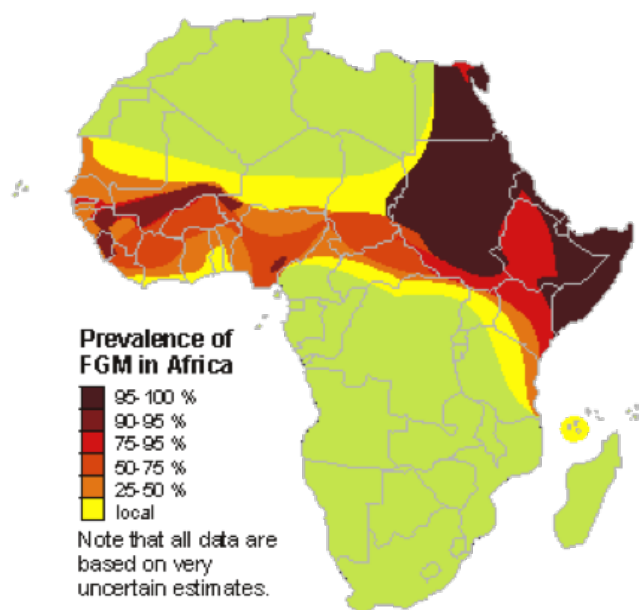 Prevalence of
FGM in Africa
95-100 %
90-95 %
75-95 %
50-75 %
25-50 %
local
Note that all data are
based on very
uncertain estimates.